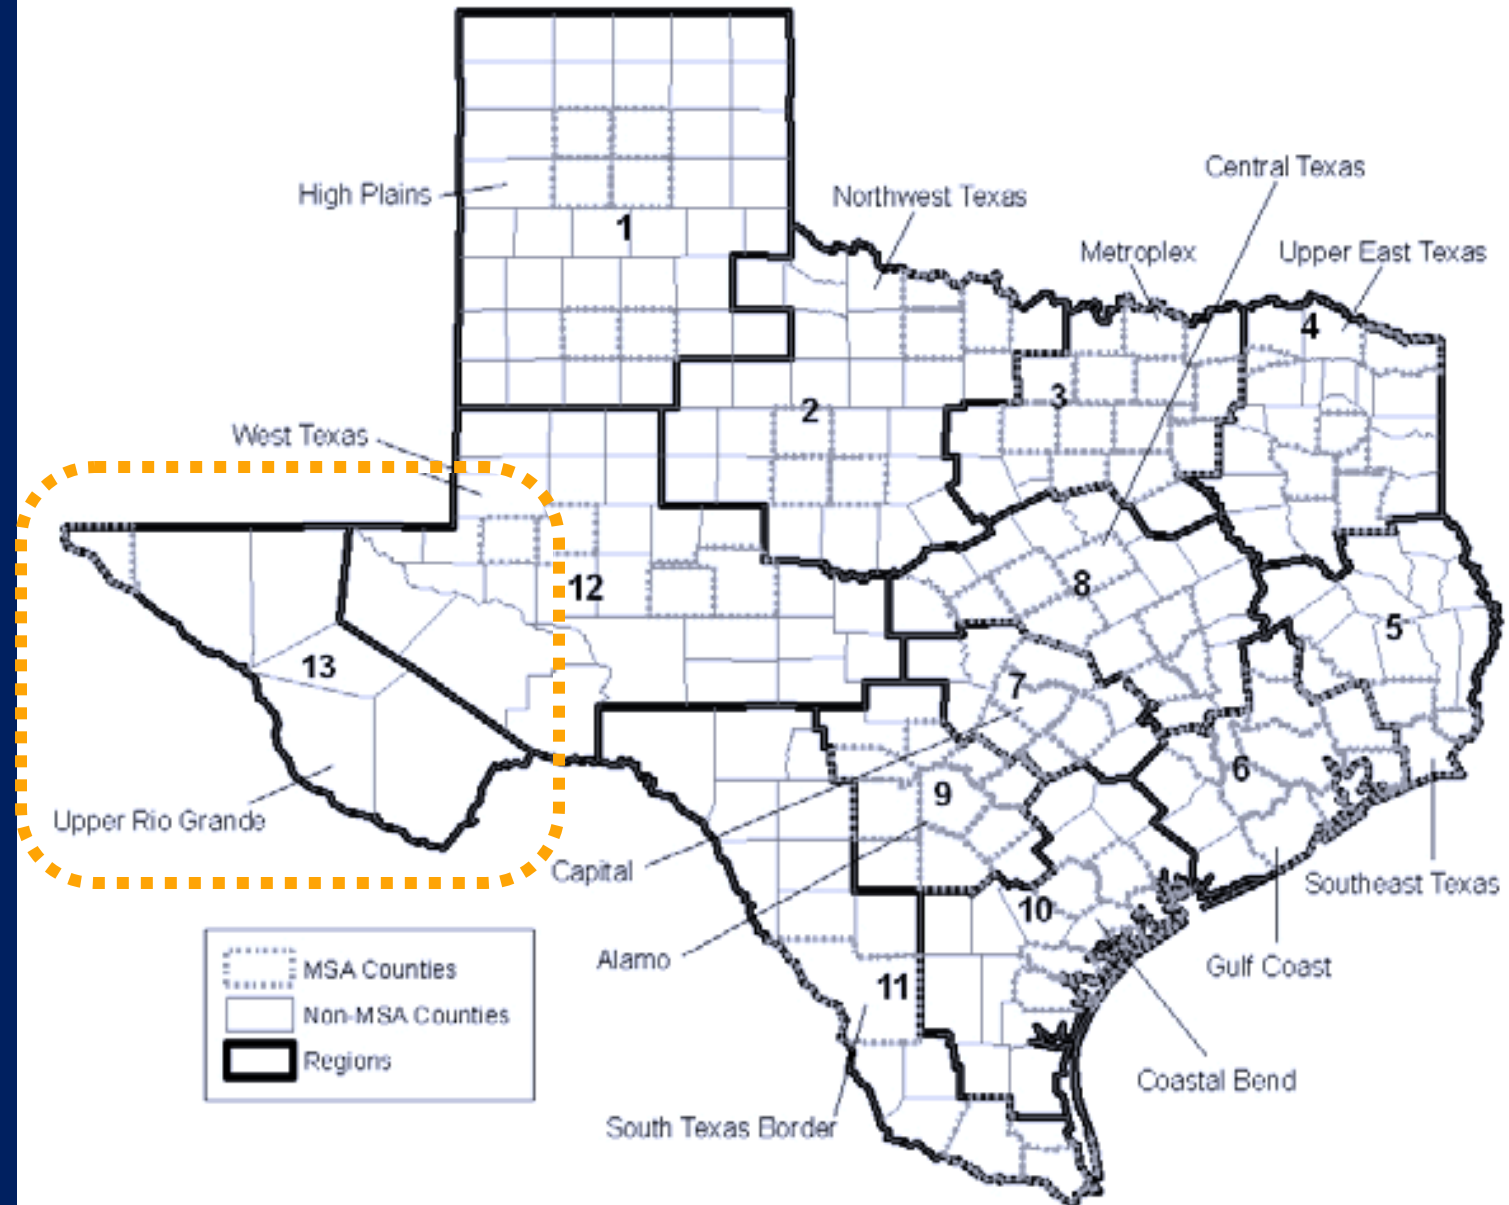 Central Texas
High Plains
Northwest Texas
1
Metroplex
Upper East Texas
4
3
2
West Texas
12
8
5
13
7
6
9
Upper Rio Grande
Capital
Southeast Texas
10
Alamo
Gulf Coast
11
MSA Counties
Non-MSA Counties
Regions
Coastal Bend
South Texas Border